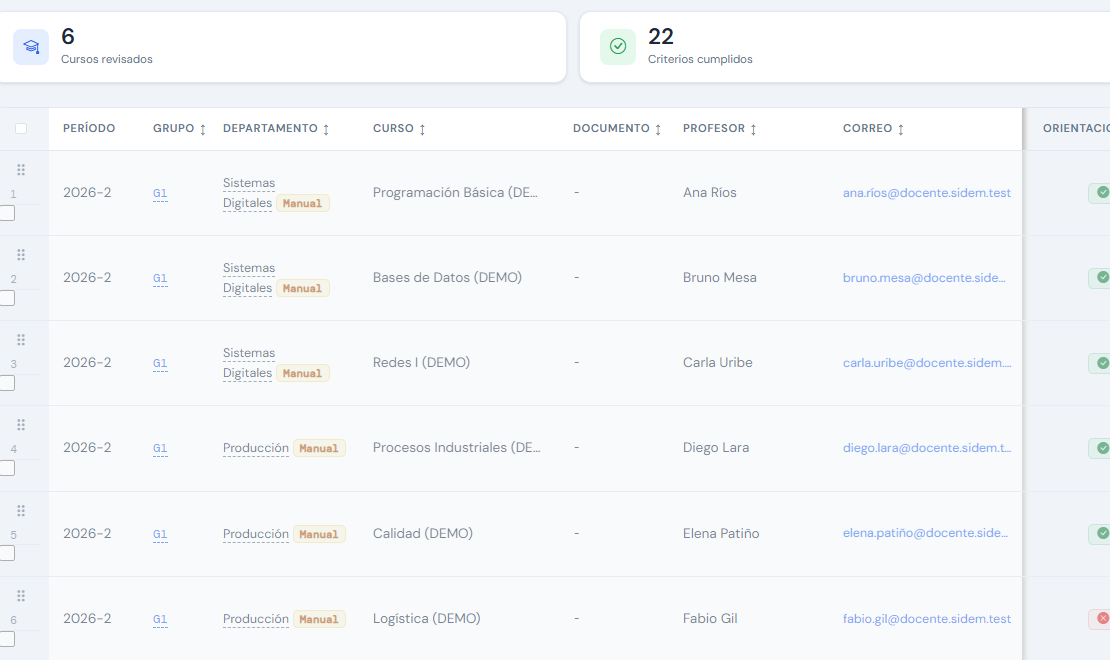 6
Cursos revisados
22
Criterios cumplidos
PERÍODO GRUPO DEPARTAMENTO CURSO DOCUMENTO PROFESOR CORREO ORIENTACIO
1 2026-2 G1 Sistemas Digitales Manual Programación Básica (DE... - Ana Ríos ana.ríos@docente.sidem.test
2 2026-2 G1 Sistemas Digitales Manual Bases de Datos (DEMO) - Bruno Mesa bruno.mesa@docente.side...
3 2026-2 G1 Sistemas Digitales Manual Redes I (DEMO) - Carla Uribe carla.uribe@docente.sidem....
4 2026-2 G1 Producción Manual Procesos Industriales (DE... - Diego Lara diego.lara@docente.sidem.t...
5 2026-2 G1 Producción Manual Calidad (DEMO) - Elena Patiño elena.patiño@docente.side...
6 2026-2 G1 Producción Manual Logística (DEMO) - Fabio Gil fabio.gil@docente.sidem.test